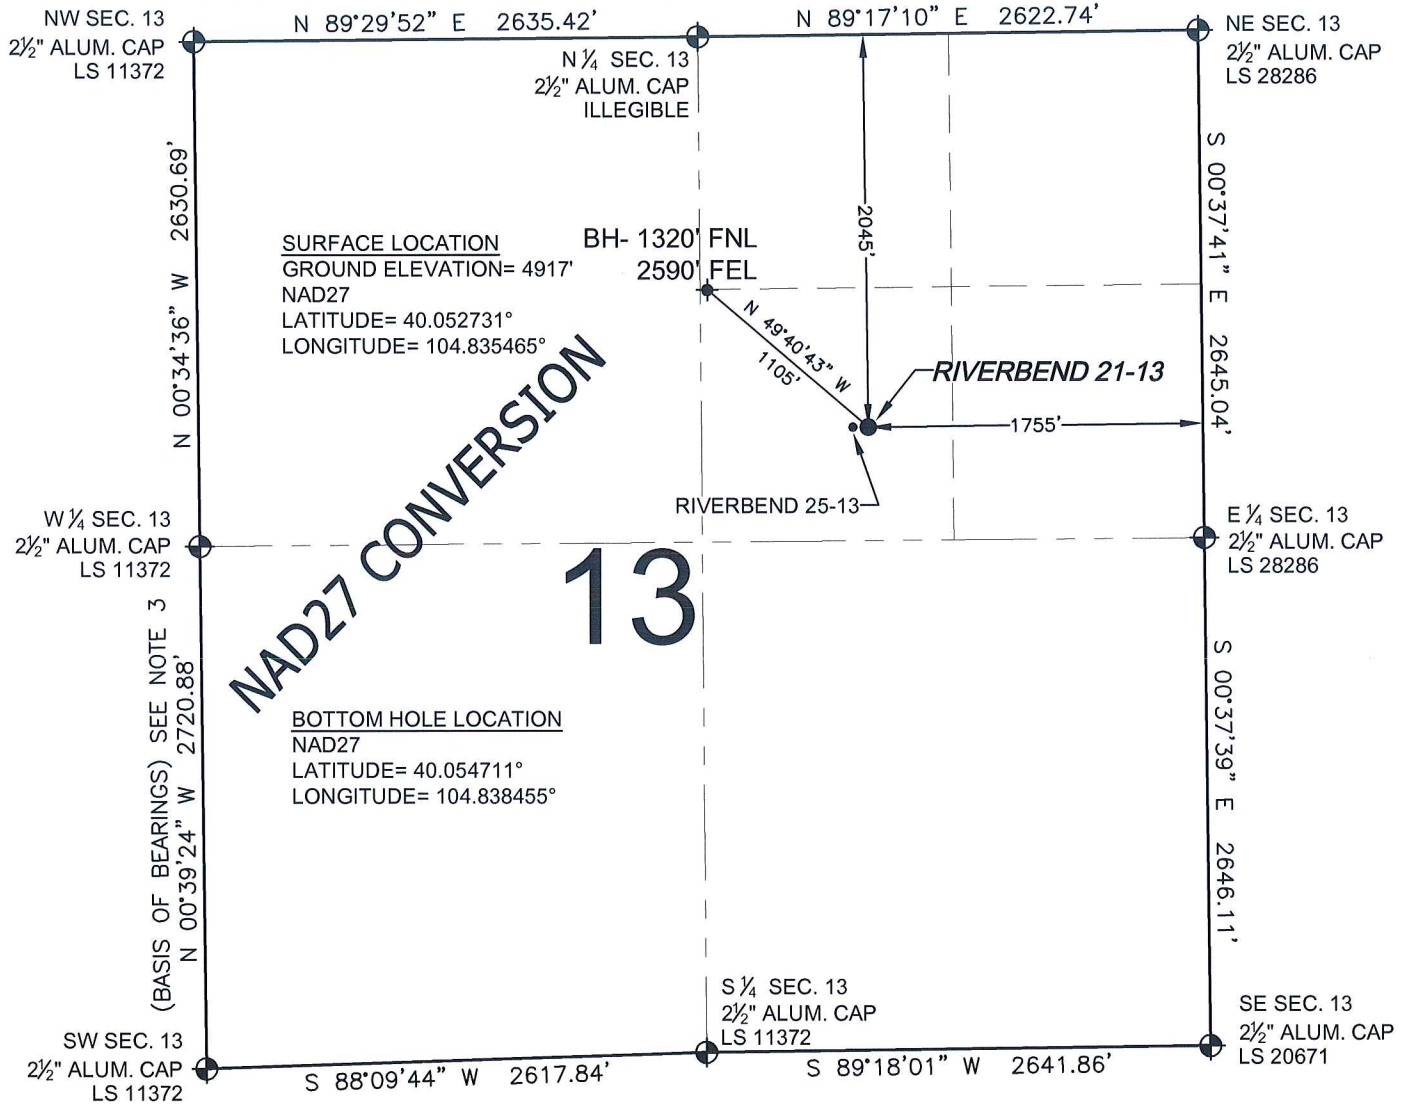 NW SEC. 13
2½" ALUM. CAP
LS 11372
N 89°29'52" E 2635.42'
N ¼ SEC. 13
2½" ALUM. CAP
ILLEGIBLE
N 89°17'10" E 2622.74'
NE SEC. 13
2½" ALUM. CAP
LS 28286
N 00°34'36" W 2630.69'
SURFACE LOCATION
GROUND ELEVATION= 4917'
NAD27
LATITUDE= 40.052731°
LONGITUDE= 104.835465°
BH- 1320' FNL
2590' FEL
2045'
S 00°37'41" E 2645.04'
N 49°40'43" W
1105'
RIVERBEND 21-13
1755'
RIVERBEND 25-13
NAD27 CONVERSION
W ¼ SEC. 13
2½" ALUM. CAP
LS 11372
13
E ¼ SEC. 13
2½" ALUM. CAP
LS 28286
(BASIS OF BEARINGS) SEE NOTE 3
N 00°39'24" W 2720.88'
BOTTOM HOLE LOCATION
NAD27
LATITUDE= 40.054711°
LONGITUDE= 104.838455°
S 00°37'39" E 2646.11'
SW SEC. 13
2½" ALUM. CAP
LS 11372
S 88°09'44" W 2617.84'
S ¼ SEC. 13
2½" ALUM. CAP
LS 11372
S 89°18'01" W 2641.86'
SE SEC. 13
2½" ALUM. CAP
LS 20671